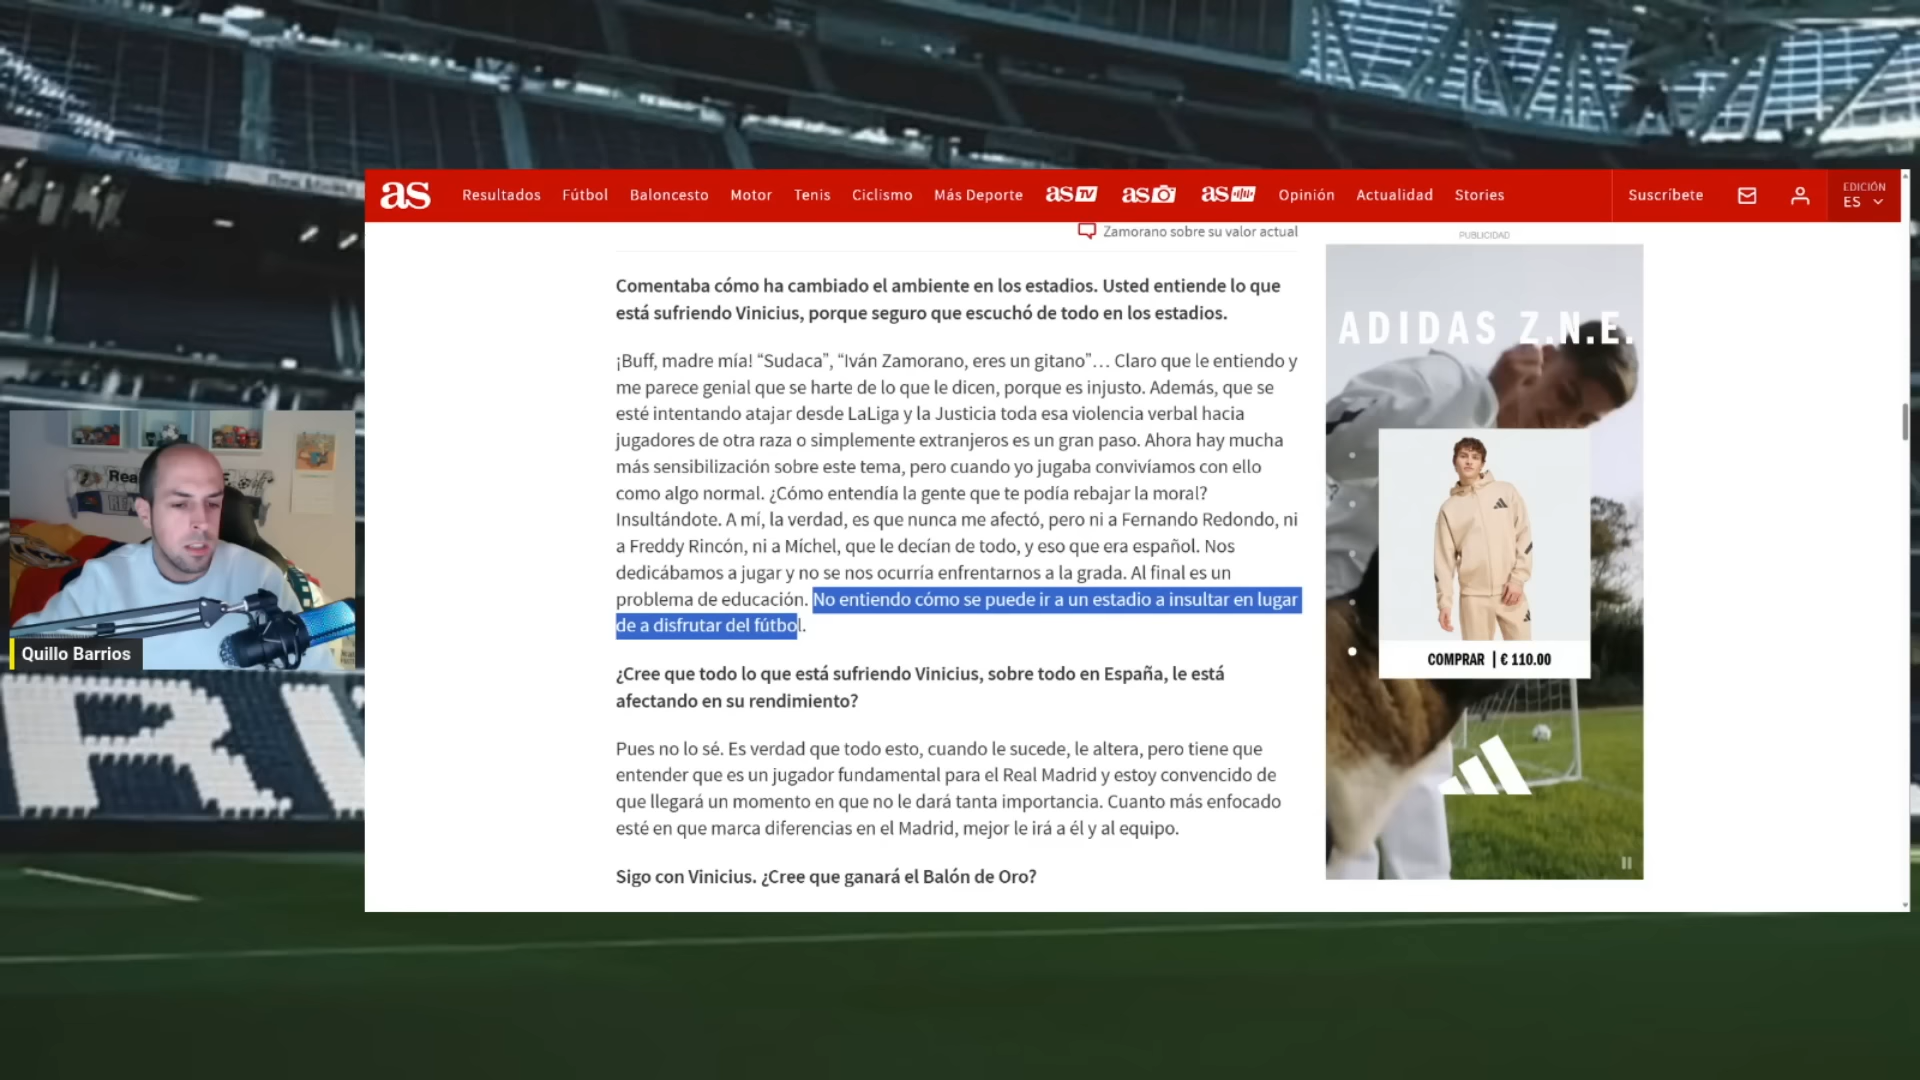 as
Resultados
Fútbol
Baloncesto
Motor
Tenis
Ciclismo
Más Deporte
as TV
as
as
Opinión
Actualidad
Stories
Suscríbete
EDICIÓN
ES
Zamorano sobre su valor actual
PUBLICIDAD
Comentaba cómo ha cambiado el ambiente en los estadios. Usted entiende lo que
está sufriendo Vinicius, porque seguro que escuchó de todo en los estadios.
¡Buff, madre mía! “Sudaca”, “Iván Zamorano, eres un gitano”… Claro que le entiendo y
me parece genial que se harte de lo que le dicen, porque es injusto. Además, que se
esté intentando atajar desde LaLiga y la Justicia toda esa violencia verbal hacia
jugadores de otra raza o simplemente extranjeros es un gran paso. Ahora hay mucha
más sensibilización sobre este tema, pero cuando yo jugaba convivíamos con ello
como algo normal. ¿Cómo entendía la gente que te podía rebajar la moral?
Insultándote. A mí, la verdad, es que nunca me afectó, pero ni a Fernando Redondo, ni
a Freddy Rincón, ni a Míchel, que le decían de todo, y eso que era español. Nos
dedicábamos a jugar y no se nos ocurría enfrentarnos a la grada. Al final es un
problema de educación. No entiendo cómo se puede ir a un estadio a insultar en lugar
de a disfrutar del fútbol.
¿Cree que todo lo que está sufriendo Vinicius, sobre todo en España, le está
afectando en su rendimiento?
Pues no lo sé. Es verdad que todo esto, cuando le sucede, le altera, pero tiene que
entender que es un jugador fundamental para el Real Madrid y estoy convencido de
que llegará un momento en que no le dará tanta importancia. Cuanto más enfocado
esté en que marca diferencias en el Madrid, mejor le irá a él y al equipo.
Sigo con Vinicius. ¿Cree que ganará el Balón de Oro?
ADIDAS Z.N.E.
COMPRAR | € 110.00
Rea
Quillo Barrios